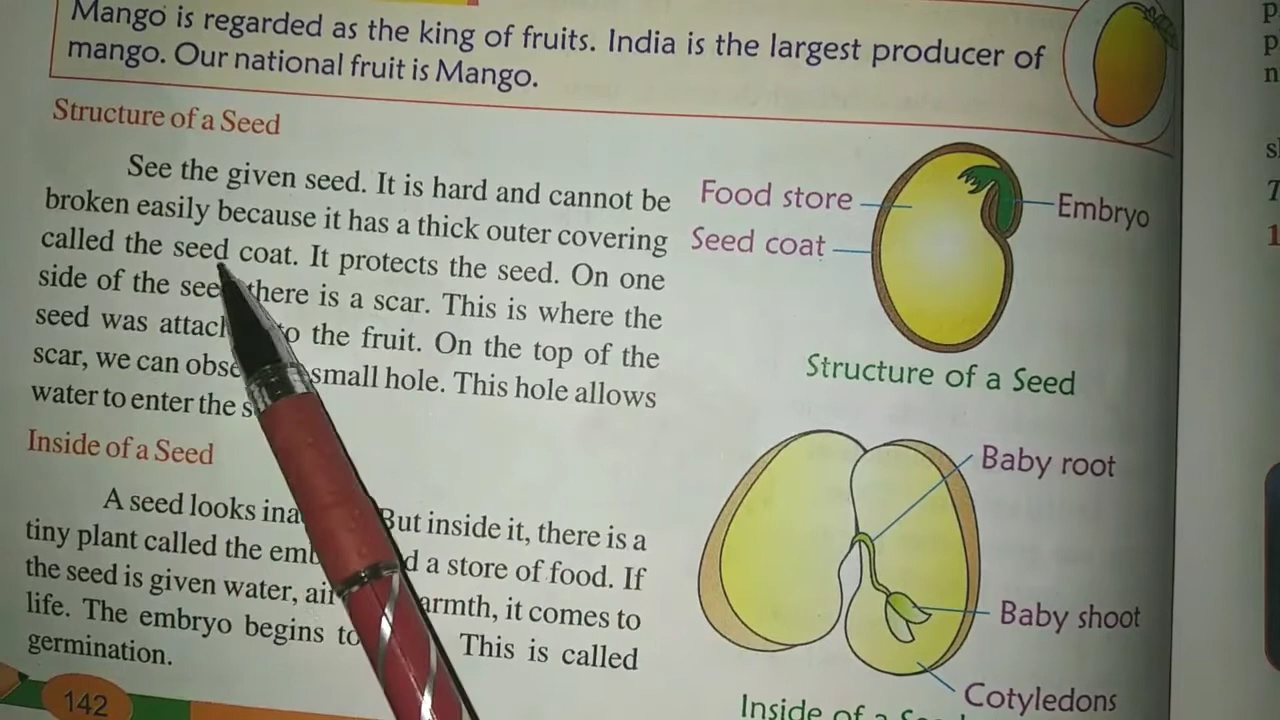 Mango is regarded as the king of fruits. India is the largest producer of
mango. Our national fruit is Mango.
Structure of a Seed
See the given seed. It is hard and cannot be
broken easily because it has a thick outer covering
called the seed coat. It protects the seed. On one
side of the see there is a scar. This is where the
seed was attac to the fruit. On the top of the
scar, we can obse small hole. This hole allows
water to enter the s
Food store
Seed coat
Embryo
Structure of a Seed
Inside of a Seed
A seed looks ina But inside it, there is a
tiny plant called the emb d a store of food. If
the seed is given water, air armth, it comes to
life. The embryo begins to This is called
germination.
Baby root
Baby shoot
Cotyledons
Inside of a
142